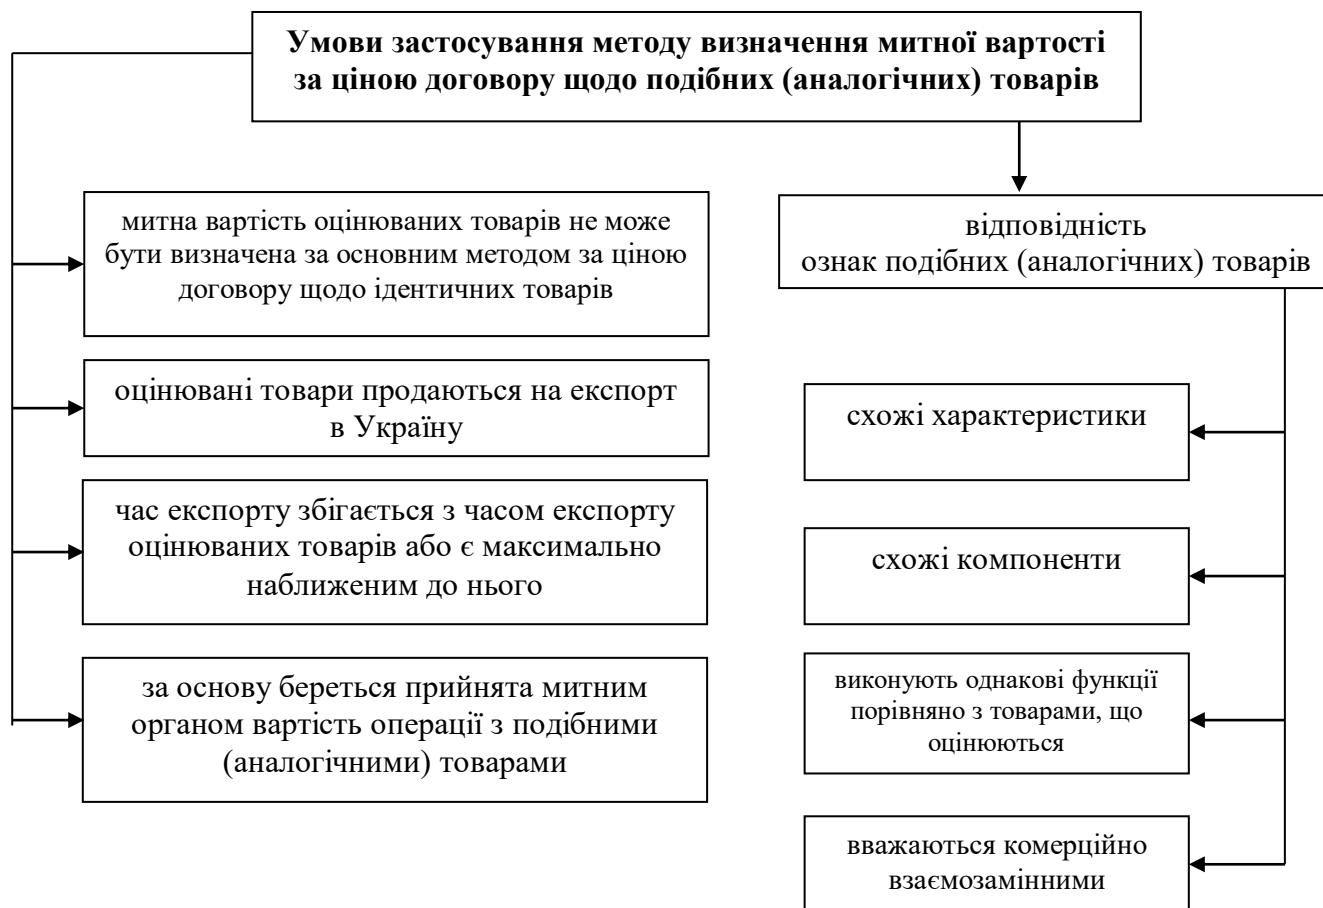 Умови застосування методу визначення митної вартості
за ціною договору щодо подібних (аналогічних) товарів
митна вартість оцінюваних товарів не може
бути визначена за основним методом за ціною
договору щодо ідентичних товарів
оцінювані товари продаються на експорт
в Україну
час експорту збігається з часом експорту
оцінюваних товарів або є максимально
наближеним до нього
за основу береться прийнята митним
органом вартість операції з подібними
(аналогічними) товарами
відповідність
ознак подібних (аналогічних) товарів
схожі характеристики
схожі компоненти
виконують однакові функції
порівняно з товарами, що
оцінюються
вважаються комерційно
взаємозамінними